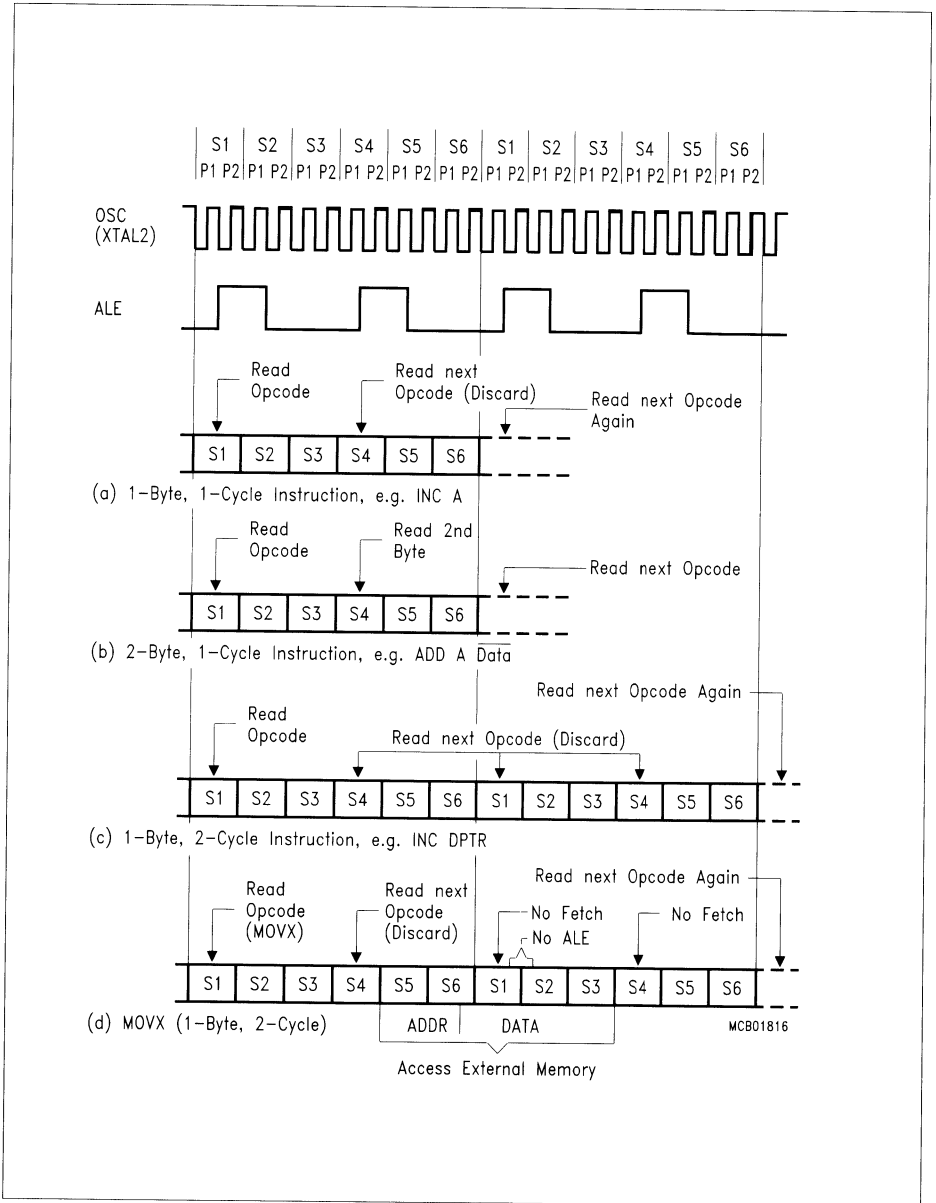 S1 S2 S3 S4 S5 S6 S1 S2 S3 S4 S5 S6
P1 P2 P1 P2 P1 P2 P1 P2 P1 P2 P1 P2 P1 P2 P1 P2 P1 P2 P1 P2 P1 P2 P1 P2
OSC
(XTAL2)
ALE
Read
Opcode
Read next
Opcode (Discard)
Read next Opcode
Again
S1 S2 S3 S4 S5 S6
(a) 1-Byte, 1-Cycle Instruction, e.g. INC A
Read
Opcode
Read 2nd
Byte
Read next Opcode
S1 S2 S3 S4 S5 S6
(b) 2-Byte, 1-Cycle Instruction, e.g. ADD A Data
Read next Opcode Again
Read
Opcode
Read next Opcode (Discard)
S1 S2 S3 S4 S5 S6 S1 S2 S3 S4 S5 S6
(c) 1-Byte, 2-Cycle Instruction, e.g. INC DPTR
Read next Opcode Again
Read
Opcode
(MOVX)
Read next
Opcode
(Discard)
No Fetch
No ALE
No Fetch
S1 S2 S3 S4 S5 S6 S1 S2 S3 S4 S5 S6
(d) MOVX (1-Byte, 2-Cycle)
ADDR DATA
MCB01816
Access External Memory